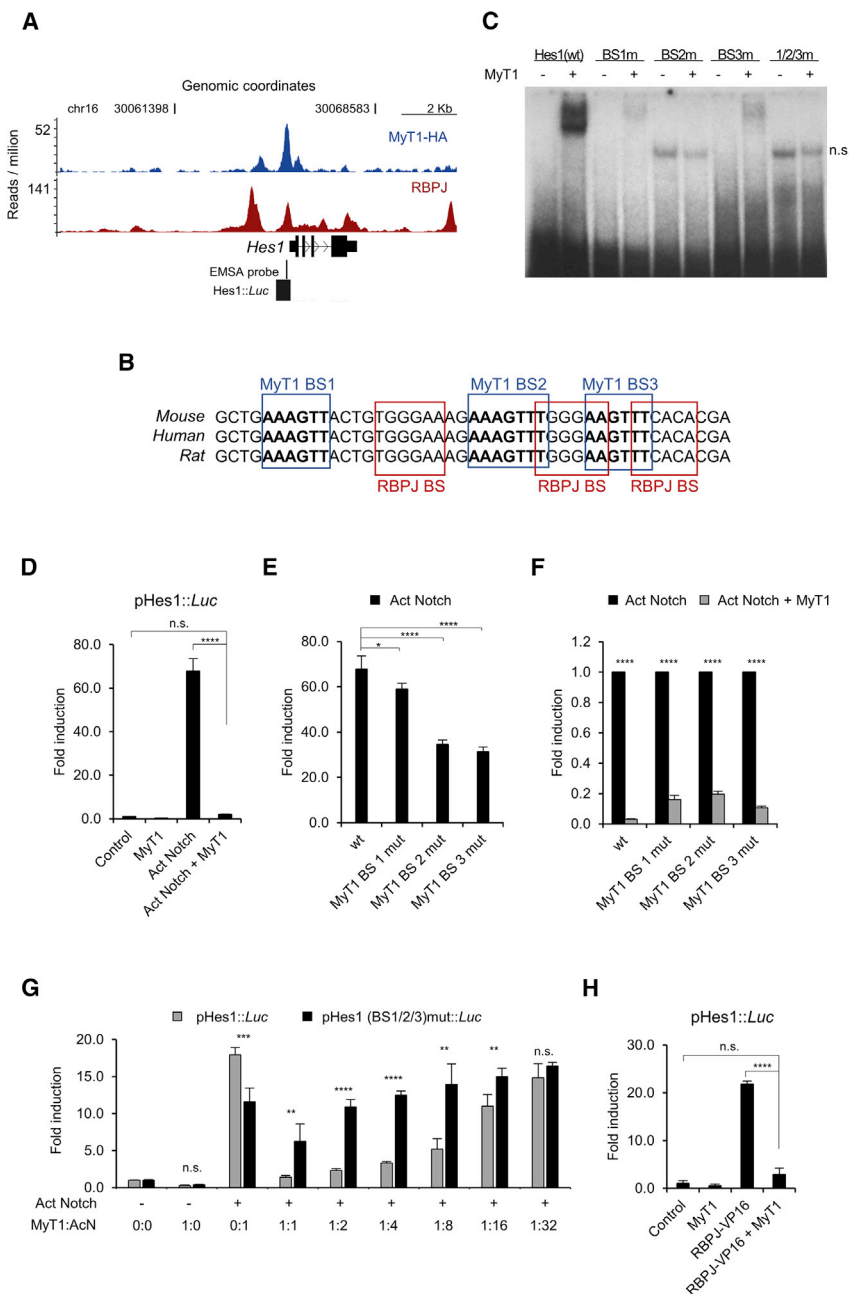 A
Genomic coordinates
chr16 30061398 30068583 2 Kb
52
MyT1-HA
Reads / milion
141
RBPJ
Hes1
EMSA probe
Hes1::Luc
C
Hes1(wt) BS1m BS2m BS3m 1/2/3m
MyT1 - + - + - + - + - +
n.s
B
MyT1 BS1 MyT1 BS2 MyT1 BS3
Mouse GCTGAAAGTTACTGTGGGAAAGAAAGTTTGGGAAGTTTCACACGA
Human GCTGAAAGTTACTGTGGGAAAGAAAGTTTGGGAAGTTTCACACGA
Rat GCTGAAAGTTACTGTGGGAAAGAAAGTTTGGGAAGTTTCACACGA
RBPJ BS RBPJ BS RBPJ BS
D
pHes1::Luc
n.s.
****
80.0
60.0
40.0
20.0
0.0
Fold induction
Control
MyT1
Act Notch
Act Notch + MyT1
E
Act Notch
****
****
*
80.0
60.0
40.0
20.0
0.0
Fold induction
wt
MyT1 BS 1 mut
MyT1 BS 2 mut
MyT1 BS 3 mut
F
Act Notch Act Notch + MyT1
1.2
1.0
0.8
0.6
0.4
0.2
0.0
Fold induction
**** **** **** ****
wt
MyT1 BS 1 mut
MyT1 BS 2 mut
MyT1 BS 3 mut
G
pHes1::Luc pHes1 (BS1/2/3)mut::Luc
20.0
15.0
10.0
5.0
0.0
Fold induction
n.s. *** ** **** **** ** ** n.s.
Act Notch - - + + + + + + +
MyT1:AcN 0:0 1:0 0:1 1:1 1:2 1:4 1:8 1:16 1:32
H
pHes1::Luc
n.s.
****
30.0
20.0
10.0
0.0
Fold induction
Control
MyT1
RBPJ-VP16
RBPJ-VP16 + MyT1